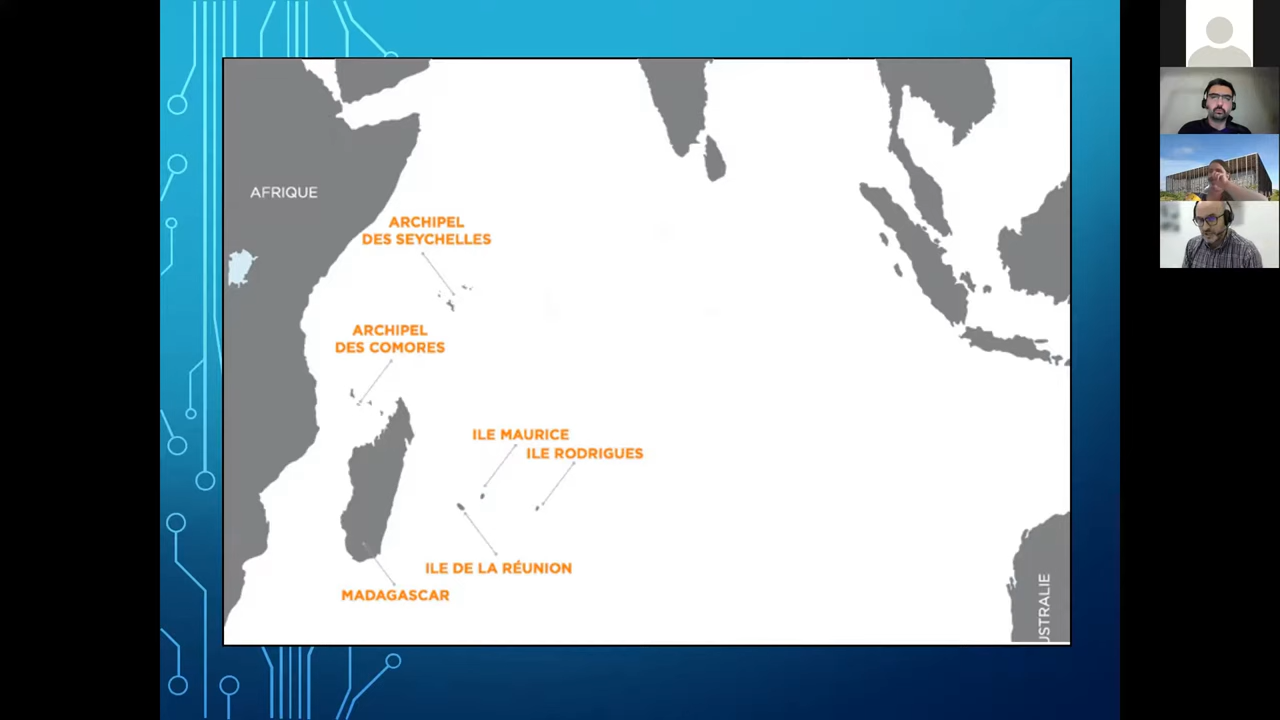 AFRIQUE
ARCHIPEL
DES SEYCHELLES
ARCHIPEL
DES COMORES
ILE MAURICE
ILE RODRIGUES
ILE DE LA RÉUNION
MADAGASCAR
USTRALIE